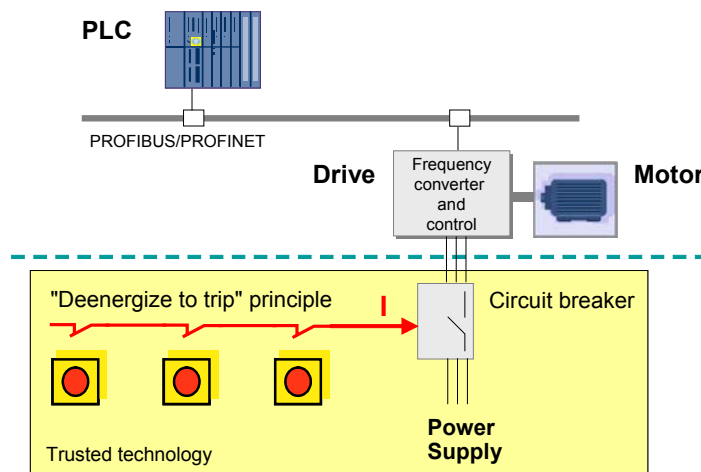 PLC
PROFIBUS/PROFINET
Drive
Frequency
converter
and
control
Motor
"Deenergize to trip" principle
I
Circuit breaker
Power
Supply
Trusted technology